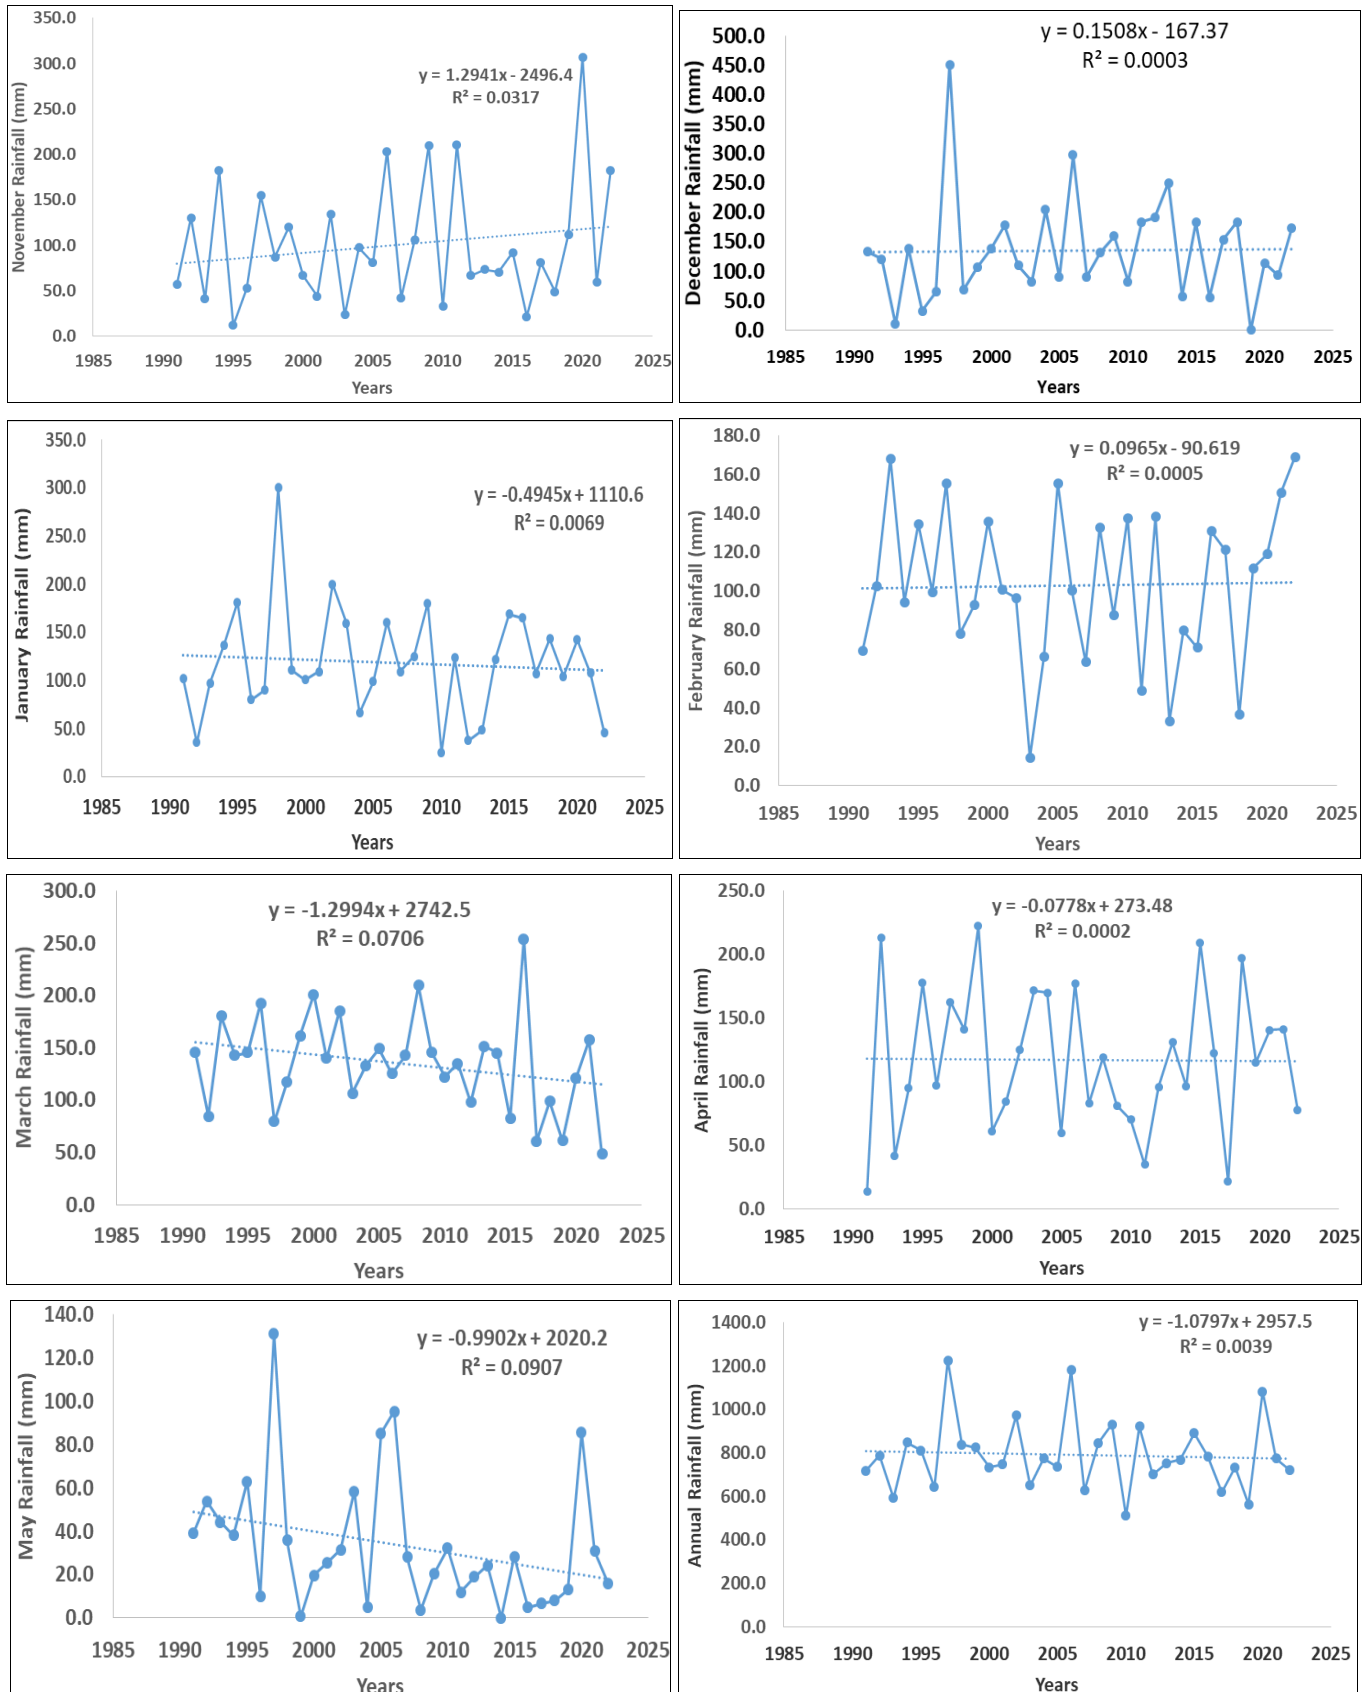 350.0
300.0
250.0
200.0
150.0
100.0
50.0
0.0
November Rainfall (mm)
y = 1.2941x - 2496.4
R² = 0.0317
1985 1990 1995 2000 2005 2010 2015 2020 2025
Years
500.0
450.0
400.0
350.0
300.0
250.0
200.0
150.0
100.0
50.0
0.0
December Rainfall (mm)
y = 0.1508x - 167.37
R² = 0.0003
1985 1990 1995 2000 2005 2010 2015 2020 2025
Years
350.0
300.0
250.0
200.0
150.0
100.0
50.0
0.0
January Rainfall (mm)
y = -0.4945x + 1110.6
R² = 0.0069
1985 1990 1995 2000 2005 2010 2015 2020 2025
Years
180.0
160.0
140.0
120.0
100.0
80.0
60.0
40.0
20.0
0.0
February Rainfall (mm)
y = 0.0965x - 90.619
R² = 0.0005
1985 1990 1995 2000 2005 2010 2015 2020 2025
Years
300.0
250.0
200.0
150.0
100.0
50.0
0.0
March Rainfall (mm)
y = -1.2994x + 2742.5
R² = 0.0706
1985 1990 1995 2000 2005 2010 2015 2020 2025
Years
250.0
200.0
150.0
100.0
50.0
0.0
April Rainfall (mm)
y = -0.0778x + 273.48
R² = 0.0002
1985 1990 1995 2000 2005 2010 2015 2020 2025
Years
140.0
120.0
100.0
80.0
60.0
40.0
20.0
0.0
May Rainfall (mm)
y = -0.9902x + 2020.2
R² = 0.0907
1985 1990 1995 2000 2005 2010 2015 2020 2025
Years
1400.0
1200.0
1000.0
800.0
600.0
400.0
200.0
0.0
Annual Rainfall (mm)
y = -1.0797x + 2957.5
R² = 0.0039
1985 1990 1995 2000 2005 2010 2015 2020 2025
Years